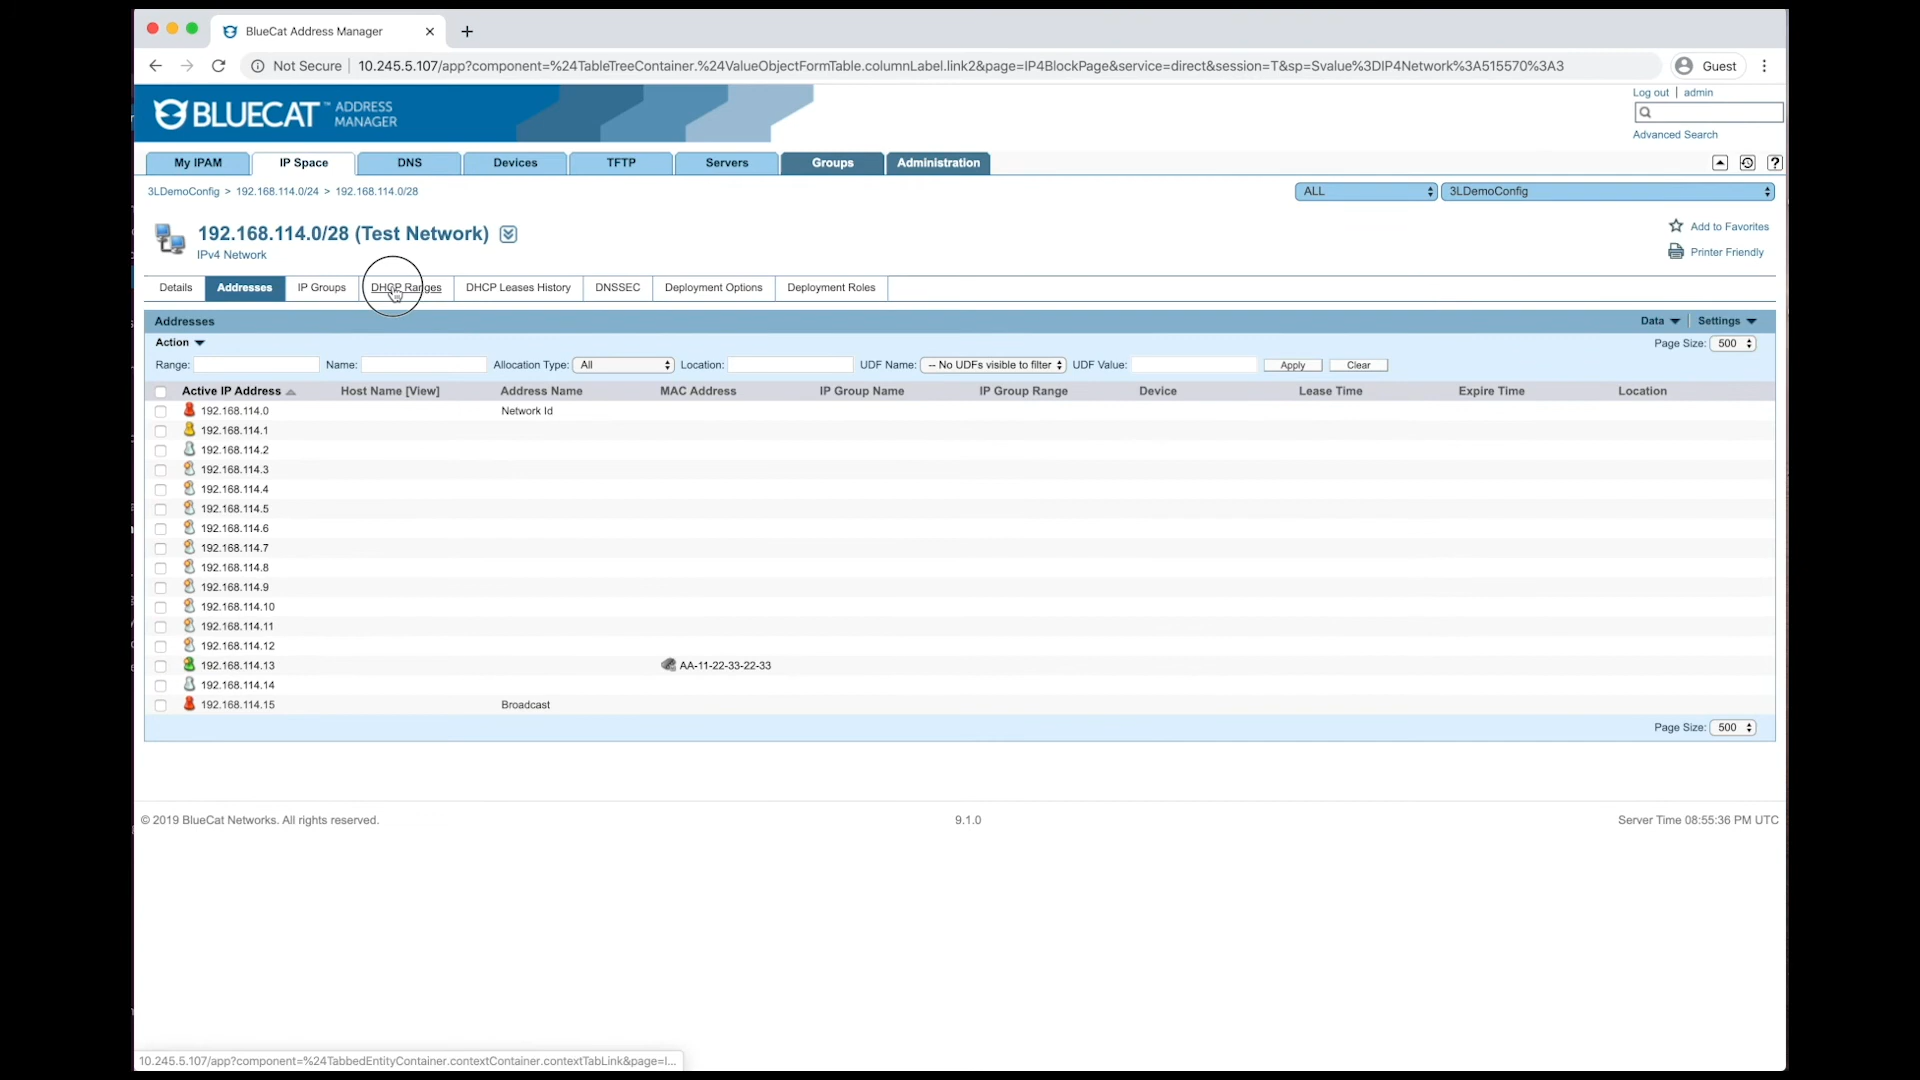 BlueCat Address Manager
Not Secure | 10.245.5.107/app?component=%24TableTreeContainer.%24ValueObjectFormTable.columnLabel.link2&page=IP4BlockPage&service=direct&session=T&sp=Svalue%3DIP4Network%3A515570%3A3 Guest
BLUECAT™ ADDRESS MANAGER
Log out | admin
Advanced Search
My IPAM IP Space DNS Devices TFTP Servers Groups Administration ?
3LDemoConfig > 192.168.114.0/24 > 192.168.114.0/28 ALL 3LDemoConfig
192.168.114.0/28 (Test Network)
IPv4 Network
Add to Favorites
Printer Friendly
Details Addresses IP Groups DHCP Ranges DHCP Leases History DNSSEC Deployment Options Deployment Roles
Addresses Data Settings
Action Page Size: 500
Range: Name: Allocation Type: All Location: UDF Name: -- No UDFs visible to filter UDF Value: Apply Clear
Active IP Address Host Name [View] Address Name MAC Address IP Group Name IP Group Range Device Lease Time Expire Time Location
192.168.114.0 Network Id
192.168.114.1
192.168.114.2
192.168.114.3
192.168.114.4
192.168.114.5
192.168.114.6
192.168.114.7
192.168.114.8
192.168.114.9
192.168.114.10
192.168.114.11
192.168.114.12
192.168.114.13 AA-11-22-33-22-33
192.168.114.14
192.168.114.15 Broadcast
Page Size: 500
© 2019 BlueCat Networks. All rights reserved. 9.1.0 Server Time 08:55:36 PM UTC
10.245.5.107/app?component=%24TabbedEntityContainer.contextContainer.contextTabLink&page=I...